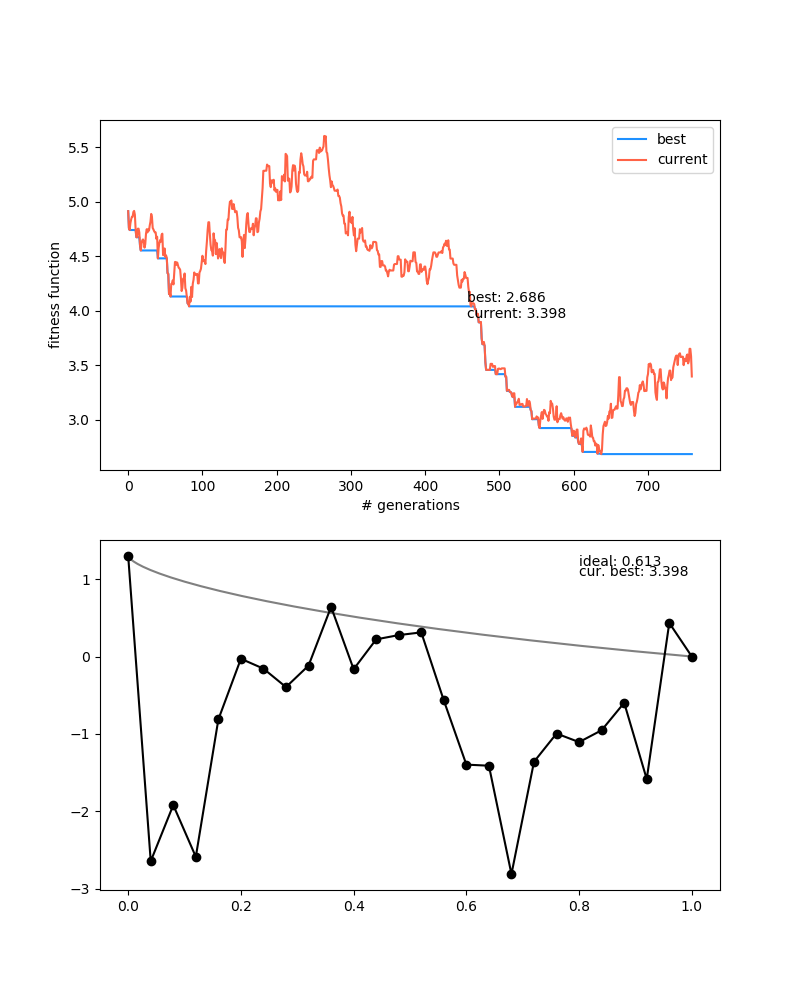 best
current
5.5
5.0
4.5
4.0
3.5
3.0
fitness function
best: 2.686
current: 3.398
0 100 200 300 400 500 600 700
# generations
ideal: 0.613
cur. best: 3.398
1
0
−1
−2
−3
0.0 0.2 0.4 0.6 0.8 1.0